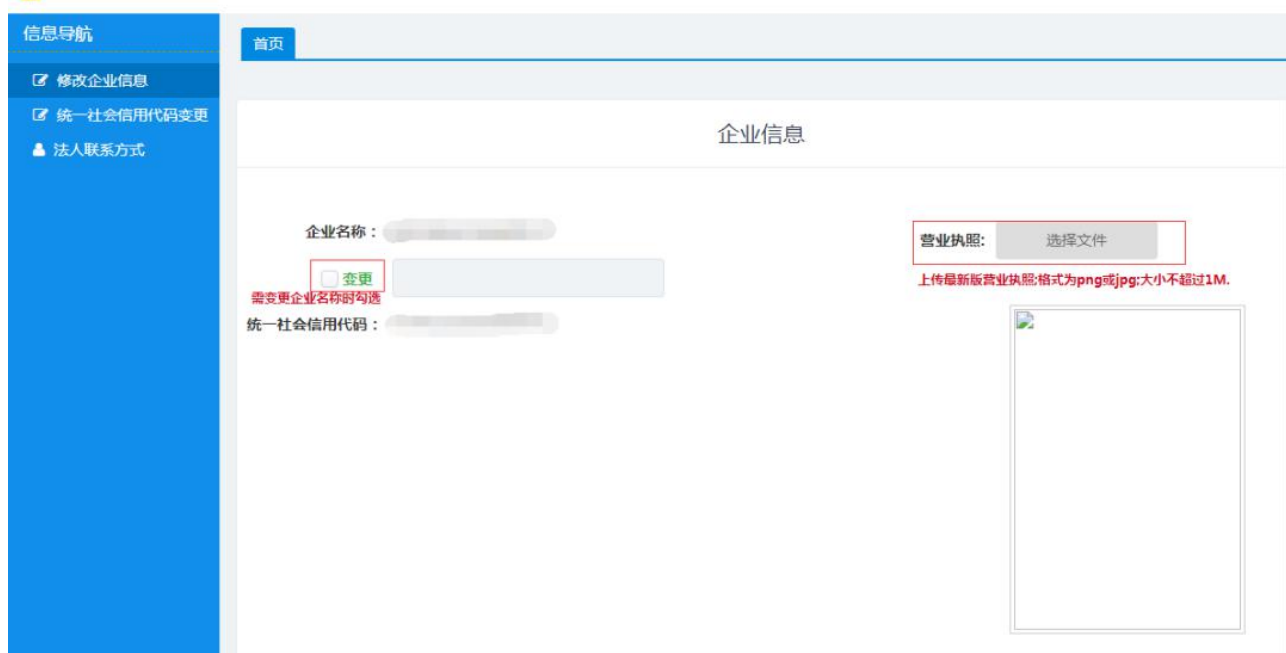 信息导航
首页
修改企业信息
统一社会信用代码变更
法人联系方式
企业信息
企业名称：
营业执照: 选择文件
变更
上传最新版营业执照;格式为png或jpg;大小不超过1M.
需变更企业名称时勾选
统一社会信用代码：